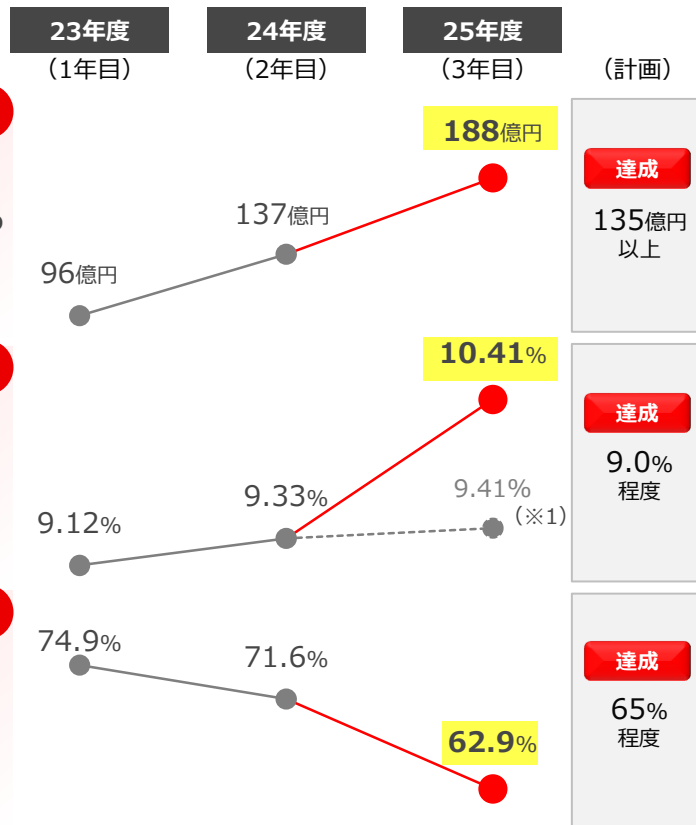 23年度 24年度 25年度
(1年目) (2年目) (3年目) (計画)
188億円
137億円
96億円
達成
135億円
以上
10.41%
9.33%
9.12%
9.41%
(※1)
達成
9.0%
程度
74.9%
71.6%
62.9%
達成
65%
程度